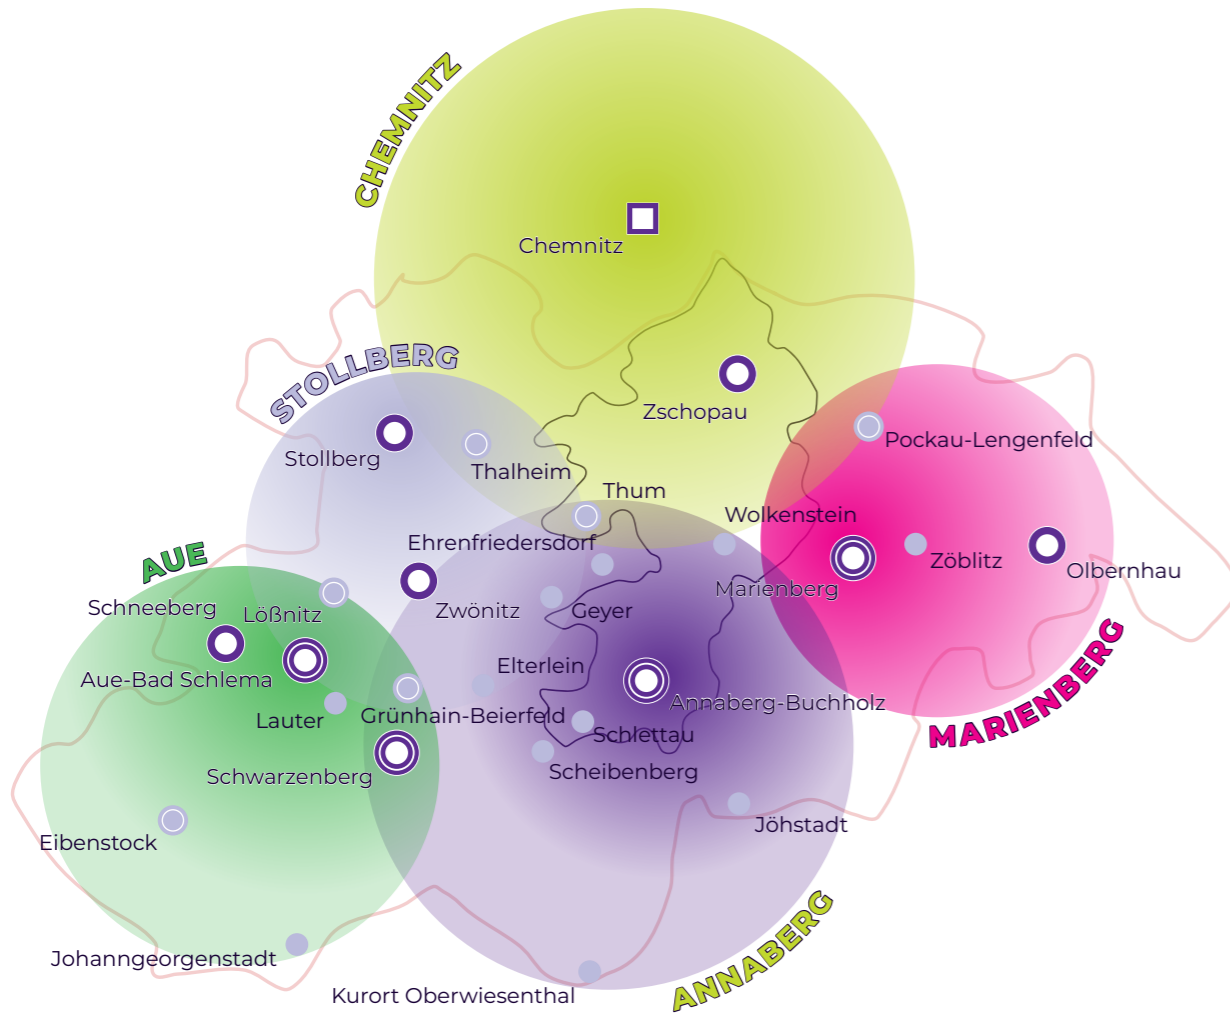 CHEMNITZ
Chemnitz
STOLLBERG
Zschopau
Stollberg
Thalheim
Pockau-Lengenfeld
Thum
Wolkenstein
AUE
Ehrenfriedersdorf
Zöblitz
Olbernhau
Marienberg
Schneeberg
Lößnitz
Zwönitz
Geyer
MARIENBERG
Elterlein
Aue-Bad Schlema
Annaberg-Buchholz
Lauter
Grünhain-Beierfeld
Schlettau
Schwarzenberg
Scheibenberg
Jöhstadt
Eibenstock
ANNABERG
Johanngeorgenstadt
Kurort Oberwiesenthal